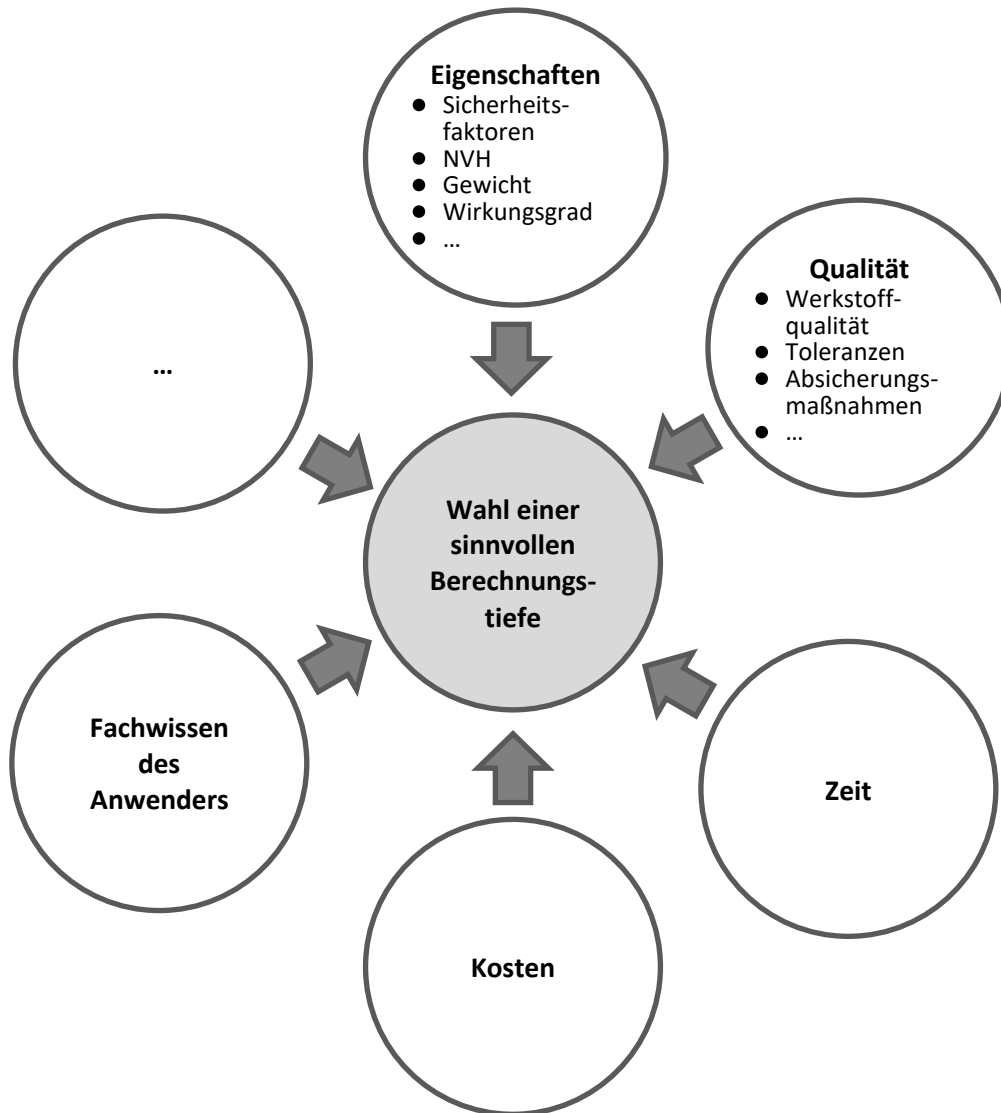 Eigenschaften
● Sicherheits-
faktoren
● NVH
● Gewicht
● Wirkungsgrad
● ...
Qualität
● Werkstoff-
qualität
● Toleranzen
● Absicherungs-
maßnahmen
● ...
...
Wahl einer
sinnvollen
Berechnungs-
tiefe
Fachwissen
des
Anwenders
Zeit
Kosten